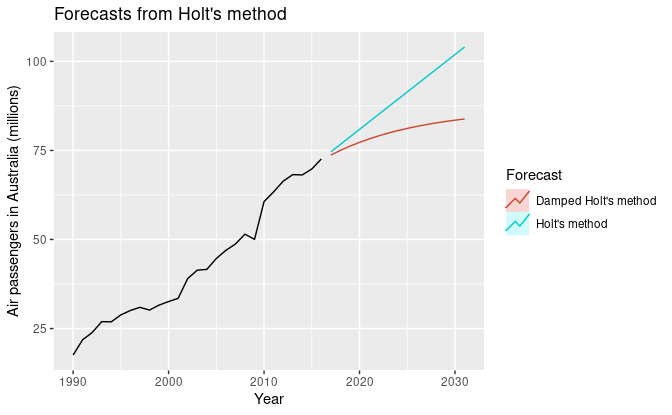 Forecasts from Holt's method
100
75
50
25
Air passengers in Australia (millions)
1990
2000
2010
2020
2030
Year
Forecast
Damped Holt's method
Holt's method